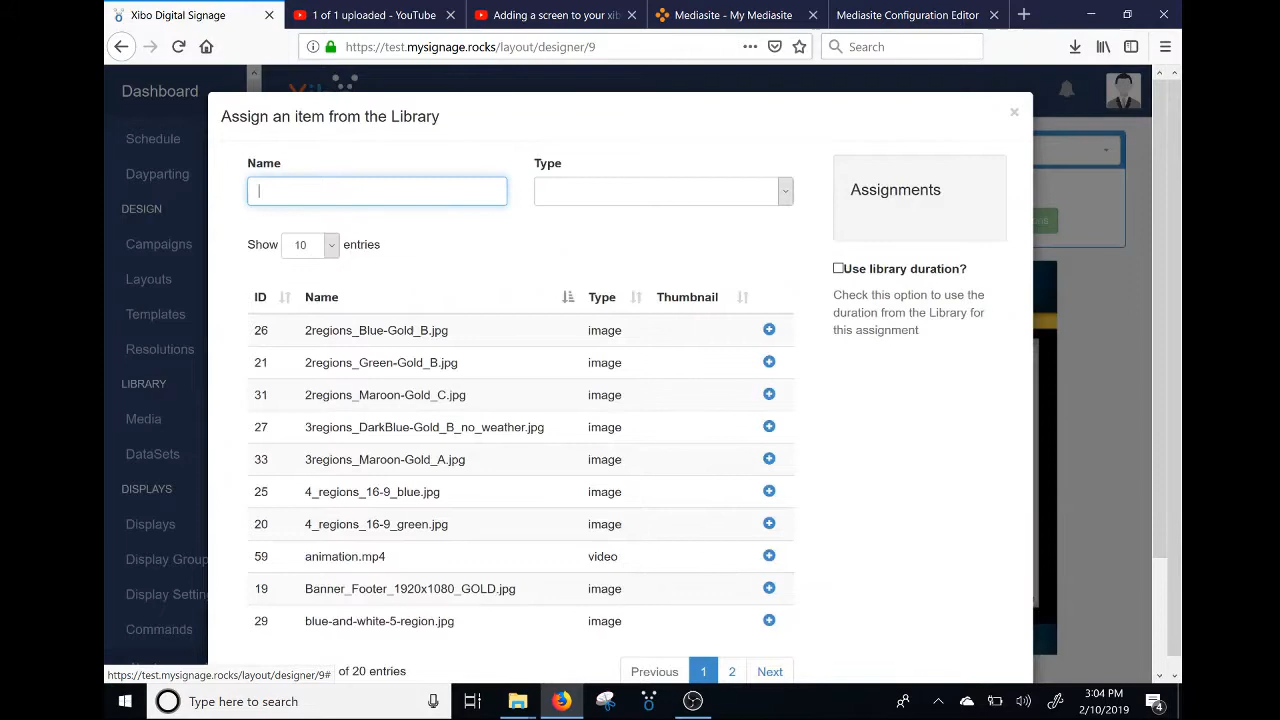 Xibo Digital Signage
1 of 1 uploaded - YouTube
Adding a screen to your xib
Mediasite - My Mediasite
Mediasite Configuration Editor
https://test.mysignage.rocks/layout/designer/9
Search
Dashboard
Schedule
Dayparting
DESIGN
Campaigns
Layouts
Templates
Resolutions
LIBRARY
Media
DataSets
DISPLAYS
Displays
Display Group
Display Settin
Commands
Assign an item from the Library
×
Name
Type
Show 10 entries
ID Name Type Thumbnail
26 2regions_Blue-Gold_B.jpg image
21 2regions_Green-Gold_B.jpg image
31 2regions_Maroon-Gold_C.jpg image
27 3regions_DarkBlue-Gold_B_no_weather.jpg image
33 3regions_Maroon-Gold_A.jpg image
25 4_regions_16-9_blue.jpg image
20 4_regions_16-9_green.jpg image
59 animation.mp4 video
19 Banner_Footer_1920x1080_GOLD.jpg image
29 blue-and-white-5-region.jpg image
of 20 entries
Previous 1 2 Next
Assignments
Use library duration?
Check this option to use the
duration from the Library for
this assignment
https://test.mysignage.rocks/layout/designer/9#
Type here to search
3:04 PM
2/10/2019
4